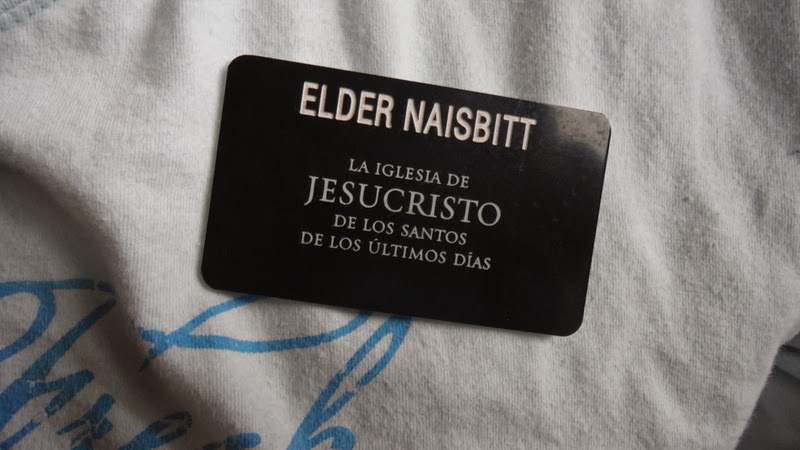 ELDER NAISBITT
LA IGLESIA DE
JESUCRISTO
DE LOS SANTOS
DE LOS ÚLTIMOS DÍAS